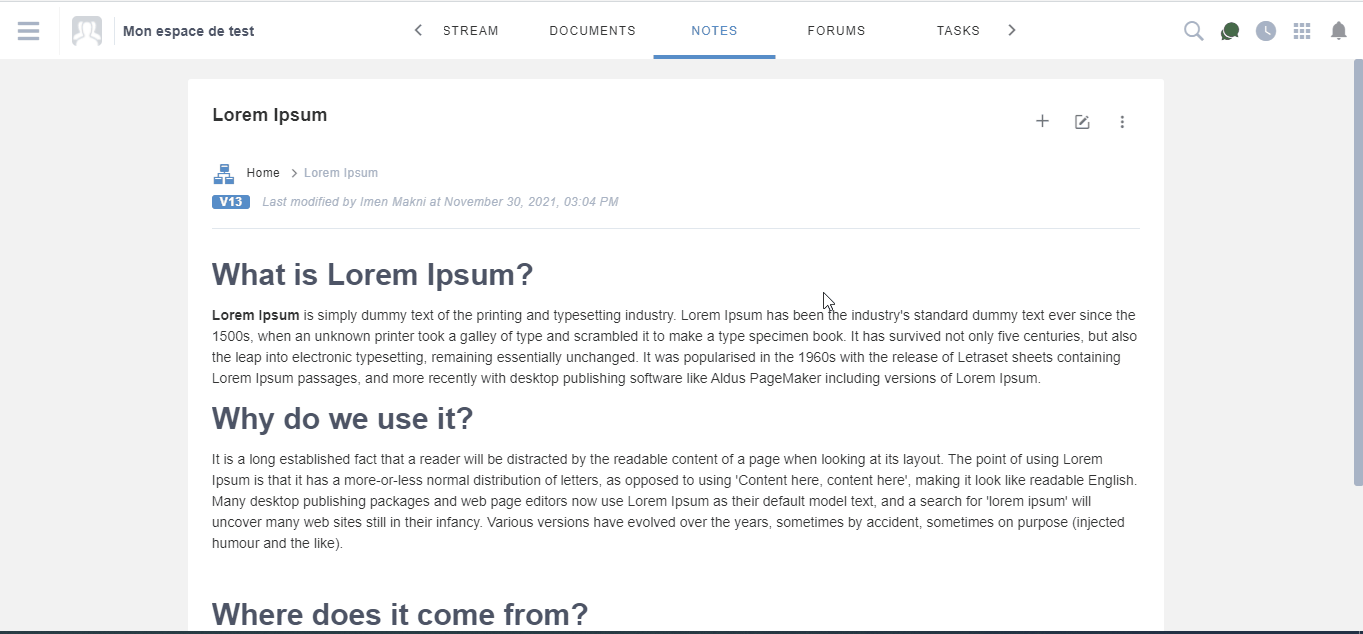 Mon espace de test
STREAM DOCUMENTS NOTES FORUMS TASKS
Lorem Ipsum
Home > Lorem Ipsum
V13 Last modified by Imen Makni at November 30, 2021, 03:04 PM
What is Lorem Ipsum?
Lorem Ipsum is simply dummy text of the printing and typesetting industry. Lorem Ipsum has been the industry's standard dummy text ever since the
1500s, when an unknown printer took a galley of type and scrambled it to make a type specimen book. It has survived not only five centuries, but also
the leap into electronic typesetting, remaining essentially unchanged. It was popularised in the 1960s with the release of Letraset sheets containing
Lorem Ipsum passages, and more recently with desktop publishing software like Aldus PageMaker including versions of Lorem Ipsum.
Why do we use it?
It is a long established fact that a reader will be distracted by the readable content of a page when looking at its layout. The point of using Lorem
Ipsum is that it has a more-or-less normal distribution of letters, as opposed to using 'Content here, content here', making it look like readable English.
Many desktop publishing packages and web page editors now use Lorem Ipsum as their default model text, and a search for 'lorem ipsum' will
uncover many web sites still in their infancy. Various versions have evolved over the years, sometimes by accident, sometimes on purpose (injected
humour and the like).
Where does it come from?